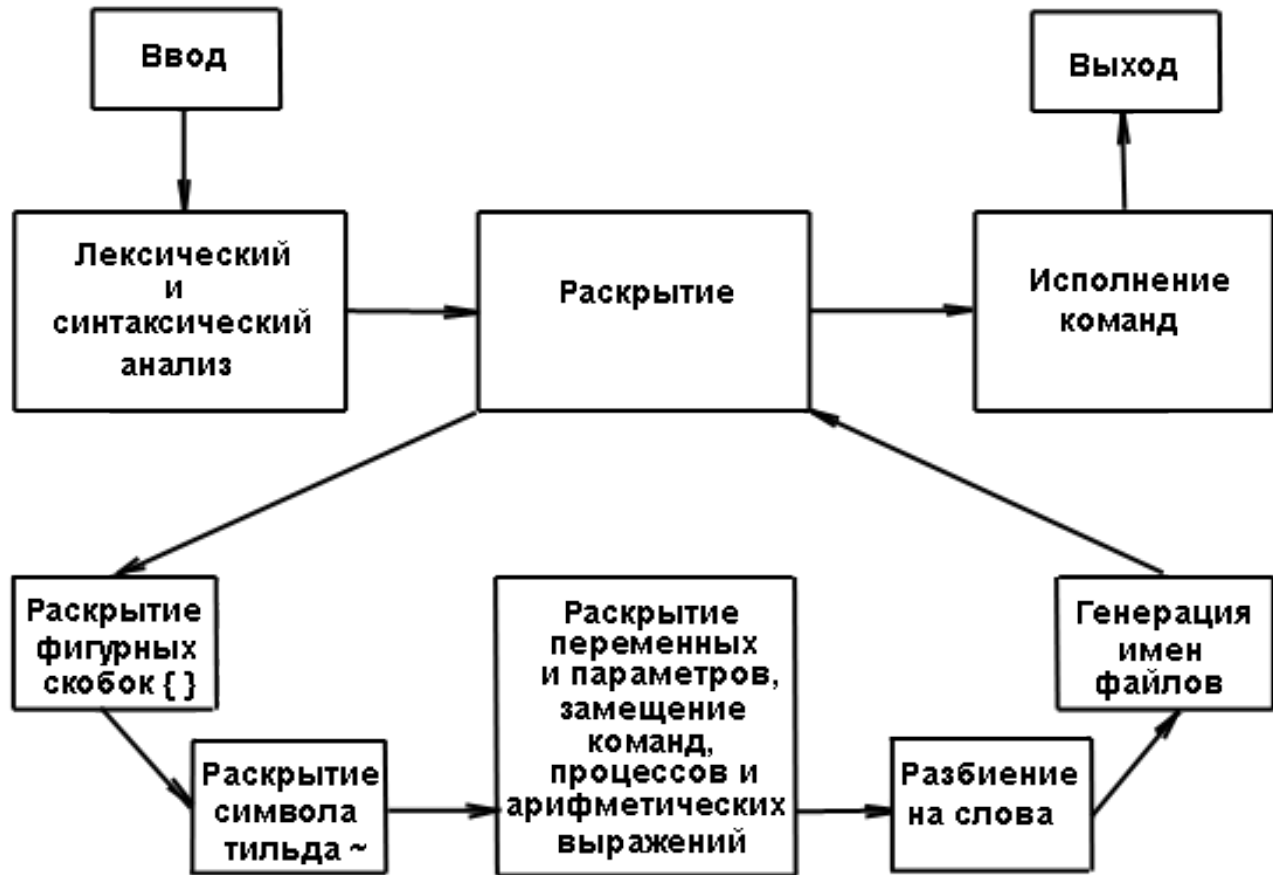 Ввод
Выход
Лексический
и
синтаксический
анализ
Раскрытие
Исполнение
команд
Раскрытие
фигурных
скобок { }
Раскрытие
символа
тильда ~
Раскрытие
переменных
и параметров,
замещение
команд,
процессов и
арифметических
выражений
Разбиение
на слова
Генерация
имен
файлов